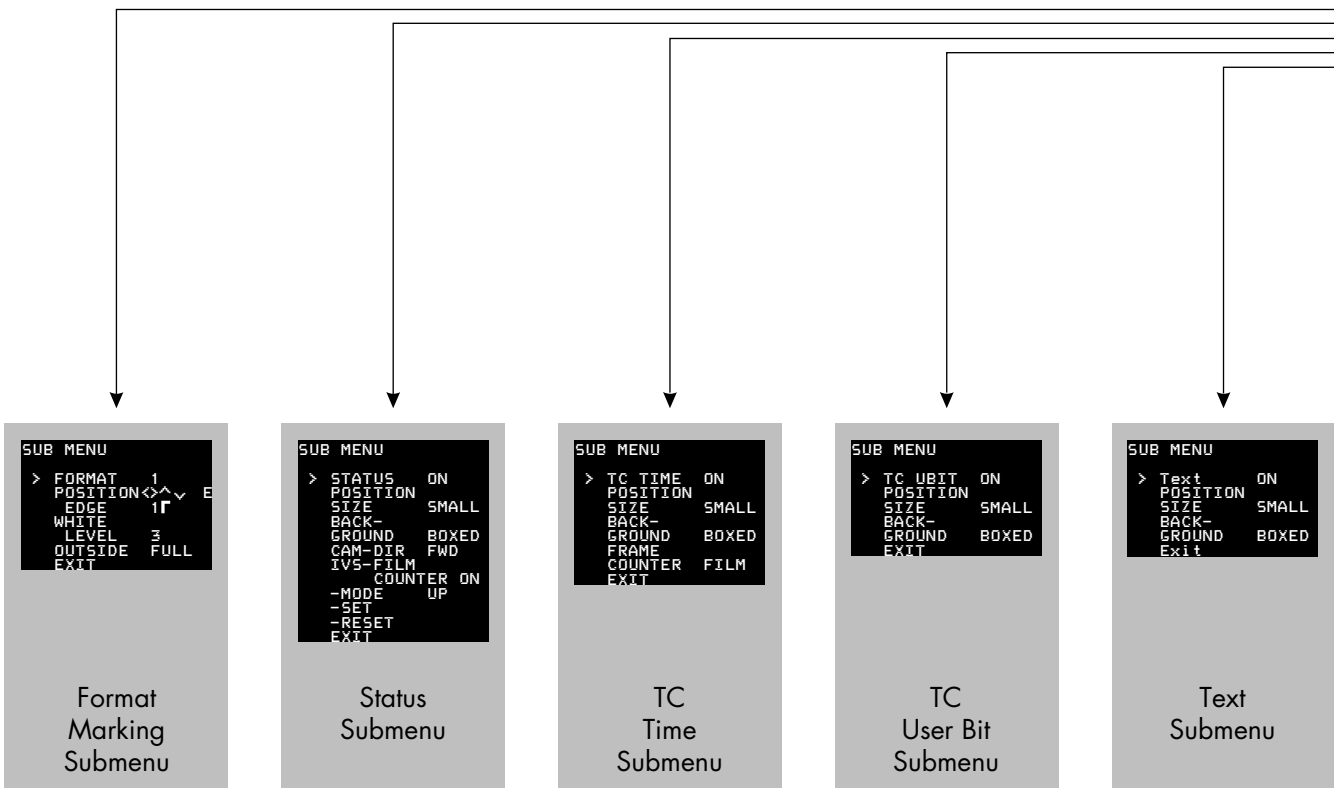 SUB MENU
> FORMAT 1
POSITION<>^⌄ E
EDGE 1┏
WHITE
LEVEL 3
OUTSIDE FULL
EXIT
Format
Marking
Submenu
SUB MENU
> STATUS ON
POSITION
SIZE SMALL
BACK-
GROUND BOXED
CAM-DIR FWD
IVS-FILM
COUNTER ON
-MODE UP
-SET
-RESET
EXIT
Status
Submenu
SUB MENU
> TC TIME ON
POSITION
SIZE SMALL
BACK-
GROUND BOXED
FRAME
COUNTER FILM
EXIT
TC
Time
Submenu
SUB MENU
> TC UBIT ON
POSITION
SIZE SMALL
BACK-
GROUND BOXED
EXIT
TC
User Bit
Submenu
SUB MENU
> Text ON
POSITION
SIZE SMALL
BACK-
GROUND BOXED
Exit
Text
Submenu